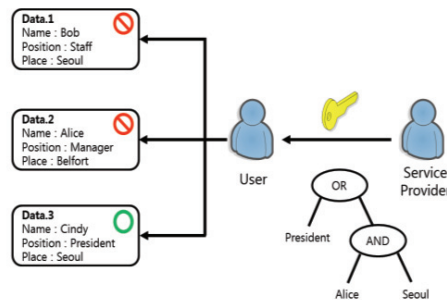 Data.1
Name : Bob
Position : Staff
Place : Seoul
Data.2
Name : Alice
Position : Manager
Place : Belfort
Data.3
Name : Cindy
Position : President
Place : Seoul
User
Service
Provider
OR
President
AND
Alice
Seoul